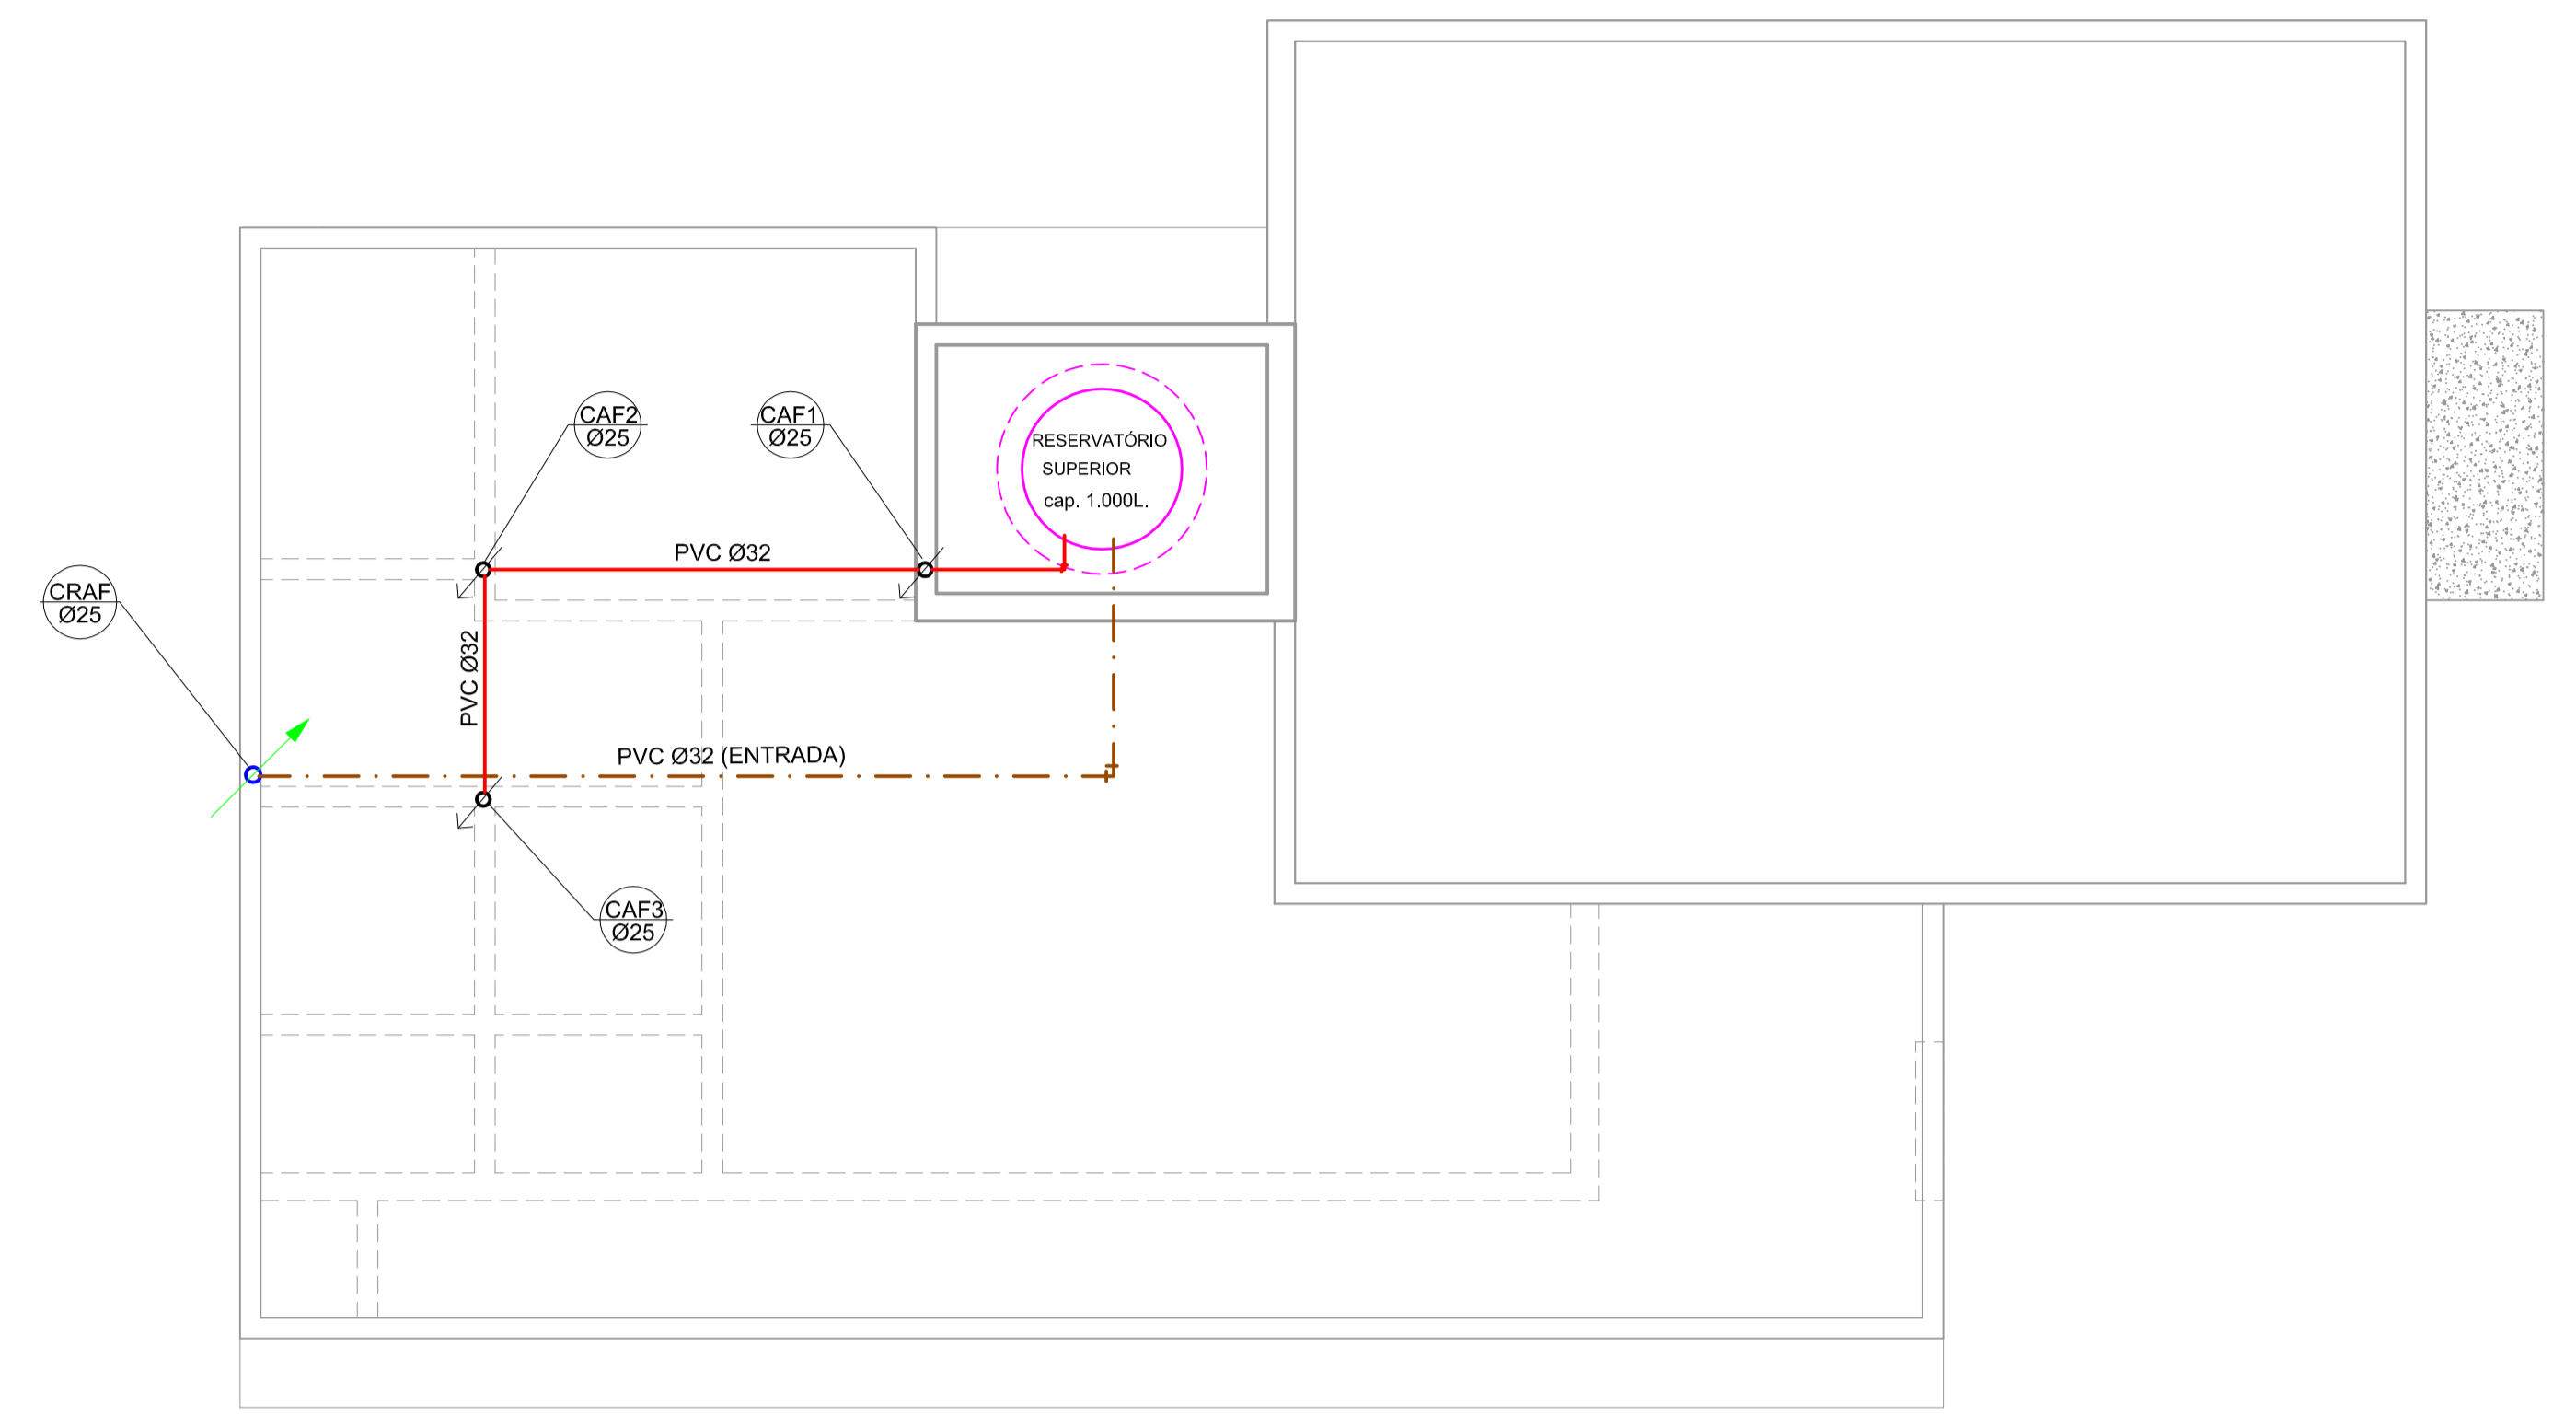 CAF2
Ø25
CAF1
Ø25
RESERVATÓRIO
SUPERIOR
cap. 1.000L.
PVC Ø32
CRAF
Ø25
PVC Ø32
PVC Ø32 (ENTRADA)
CAF3
Ø25